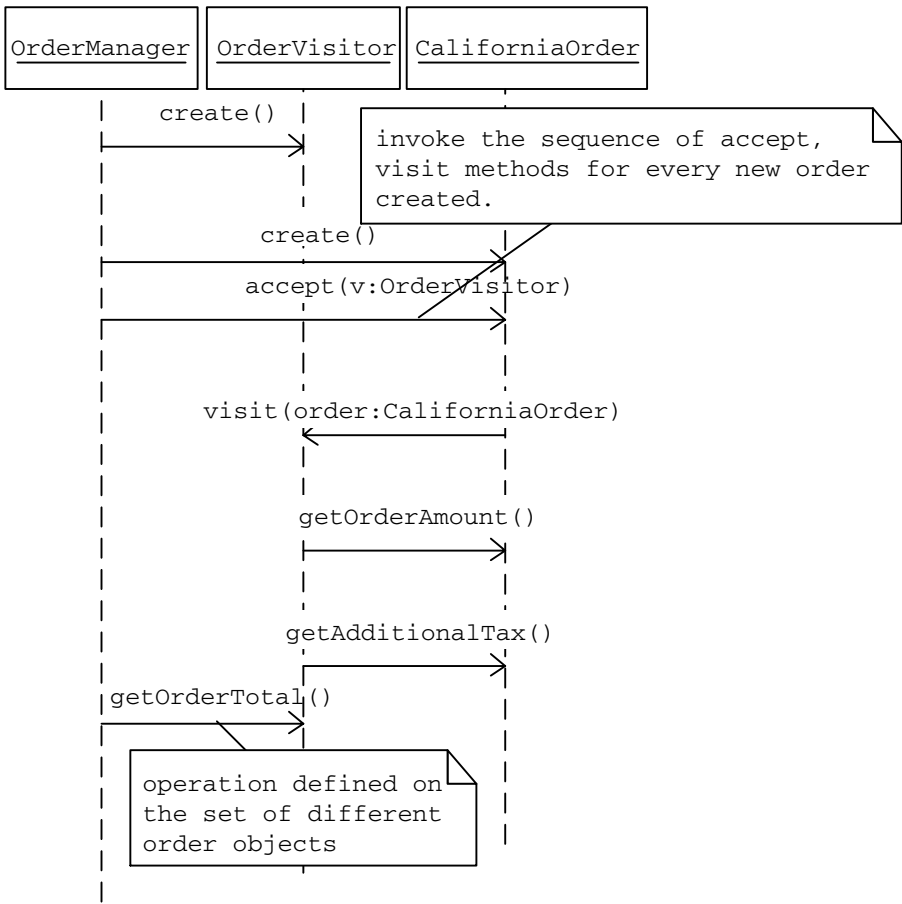 OrderManager
OrderVisitor
CaliforniaOrder
create()
invoke the sequence of accept,
visit methods for every new order
created.
create()
accept(v:OrderVisitor)
visit(order:CaliforniaOrder)
getOrderAmount()
getAdditionalTax()
getOrderTotal()
operation defined on
the set of different
order objects